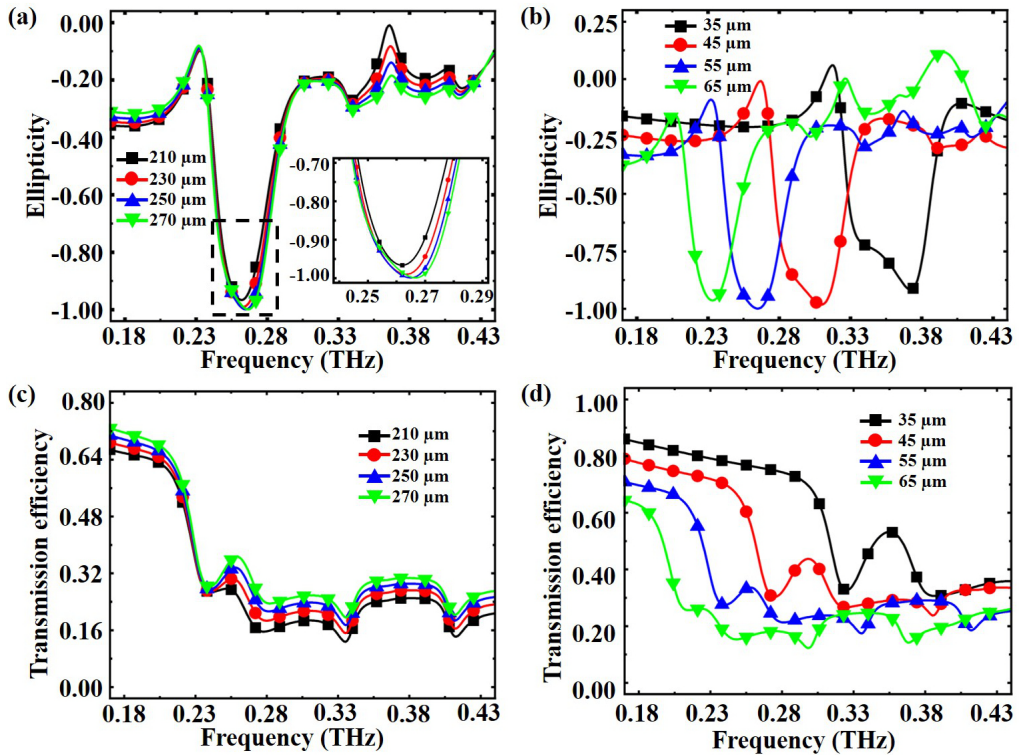 (a)
0.00
-0.20
-0.40
-0.60
-0.80
-1.00
Ellipticity
210 µm
230 µm
250 µm
270 µm
-0.70
-0.80
-0.90
-1.00
0.25 0.27 0.29
0.18 0.23 0.28 0.33 0.38 0.43
Frequency (THz)
(b)
0.25
0.00
-0.25
-0.50
-0.75
-1.00
Ellipticity
35 µm
45 µm
55 µm
65 µm
0.18 0.23 0.28 0.33 0.38 0.43
Frequency (THz)
(c)
0.80
0.64
0.48
0.32
0.16
0.00
Transmission efficiency
210 µm
230 µm
250 µm
270 µm
0.18 0.23 0.28 0.33 0.38 0.43
Frequency (THz)
(d)
1.00
0.80
0.60
0.40
0.20
0.00
Transmission efficiency
35 µm
45 µm
55 µm
65 µm
0.18 0.23 0.28 0.33 0.38 0.43
Frequency (THz)